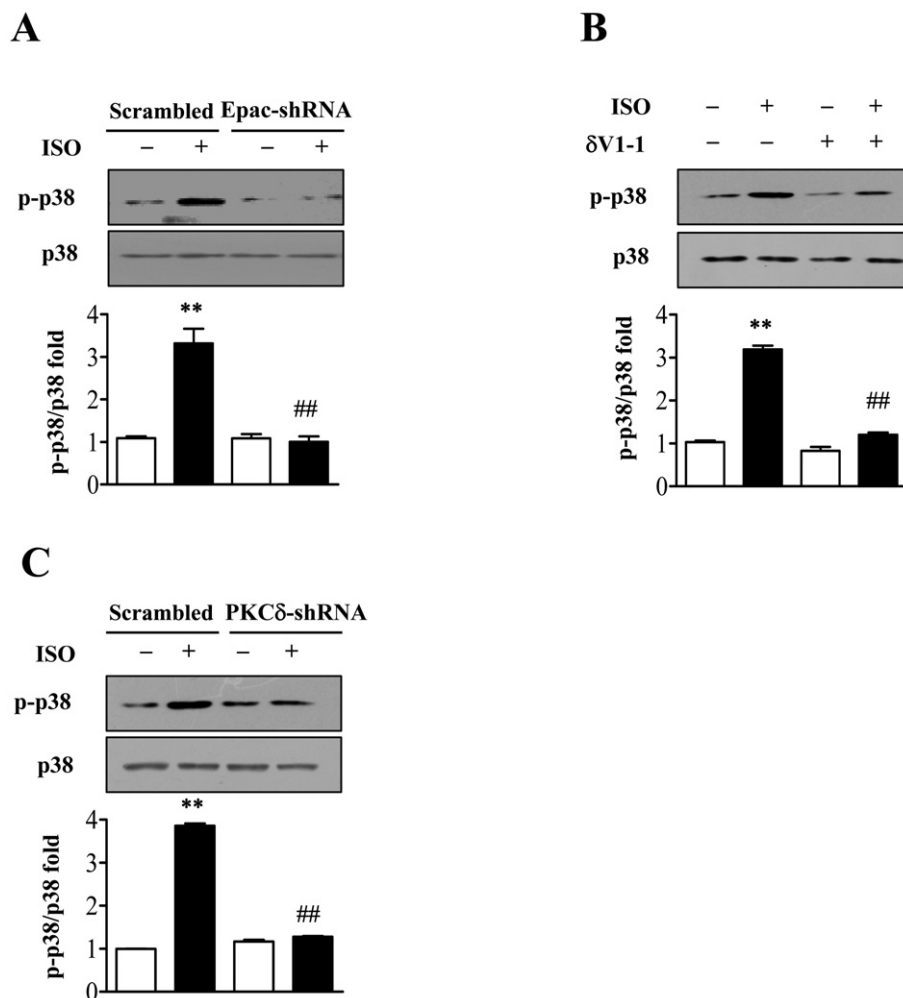 A
Scrambled Epac-shRNA
ISO – + – +
p-p38
p38
**
##
p-p38/p38 fold
4
3
2
1
0
B
ISO – + – +
δV1-1 – – + +
p-p38
p38
**
##
p-p38/p38 fold
4
3
2
1
0
C
Scrambled PKCδ-shRNA
ISO – + – +
p-p38
p38
**
##
p-p38/p38 fold
4
3
2
1
0